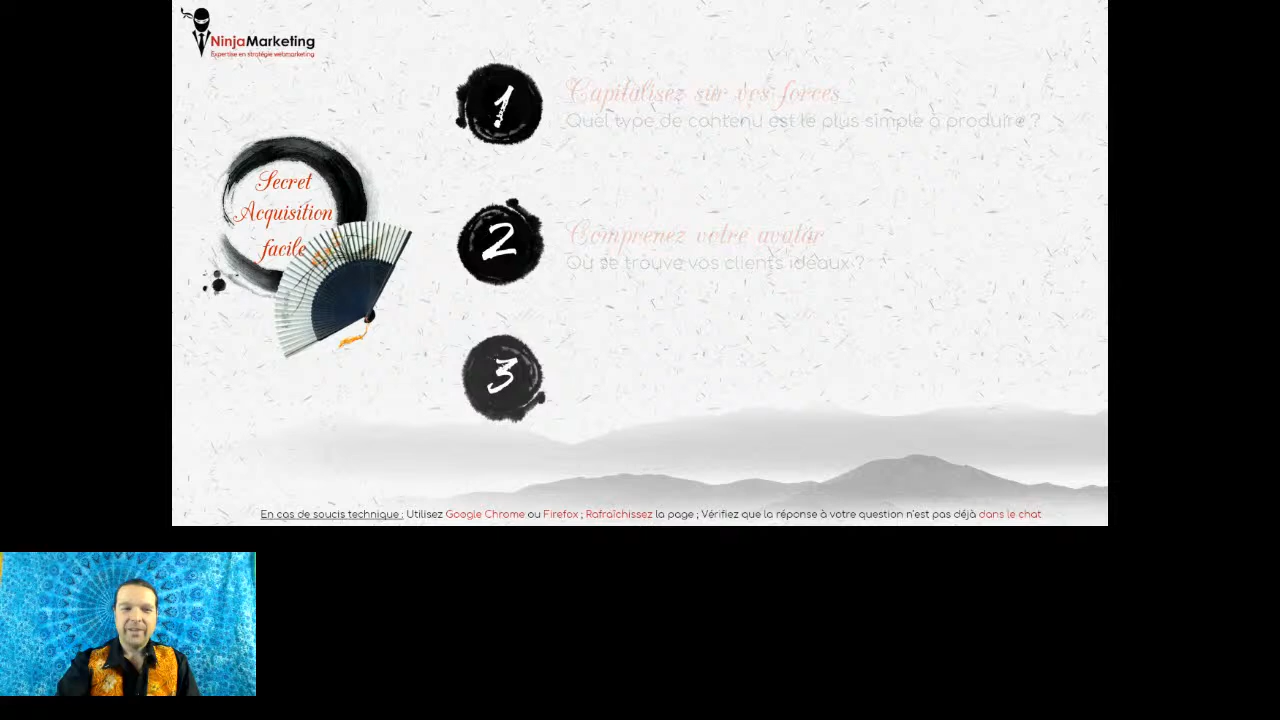 NinjaMarketing
Expertise en stratégie webmarketing
Secret
Acquisition
facile
1
Capitalisez sur vos forces
Quel type de contenu est le plus simple à produire ?
2
Comprenez votre avatar
Où se trouve vos clients idéaux ?
3
En cas de soucis technique : Utilisez Google Chrome ou Firefox ; Rafraîchissez la page ; Vérifiez que la réponse à votre question n'est pas déjà dans le chat